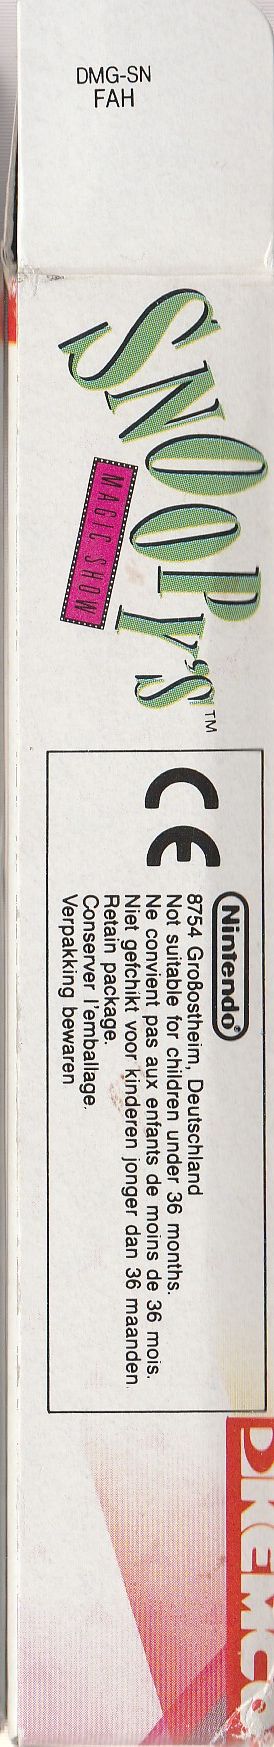 DMG-SN
FAH
SNOOPY'S™
MAGIC SHOW
CE
Nintendo®
8754 Großostheim, Deutschland
Not suitable for children under 36 months.
Ne convient pas aux enfants de moins de 36 mois.
Niet gefchikt voor kinderen jonger dan 36 maanden.
Retain package.
Conserver l'emballage.
Verpakking bewaren